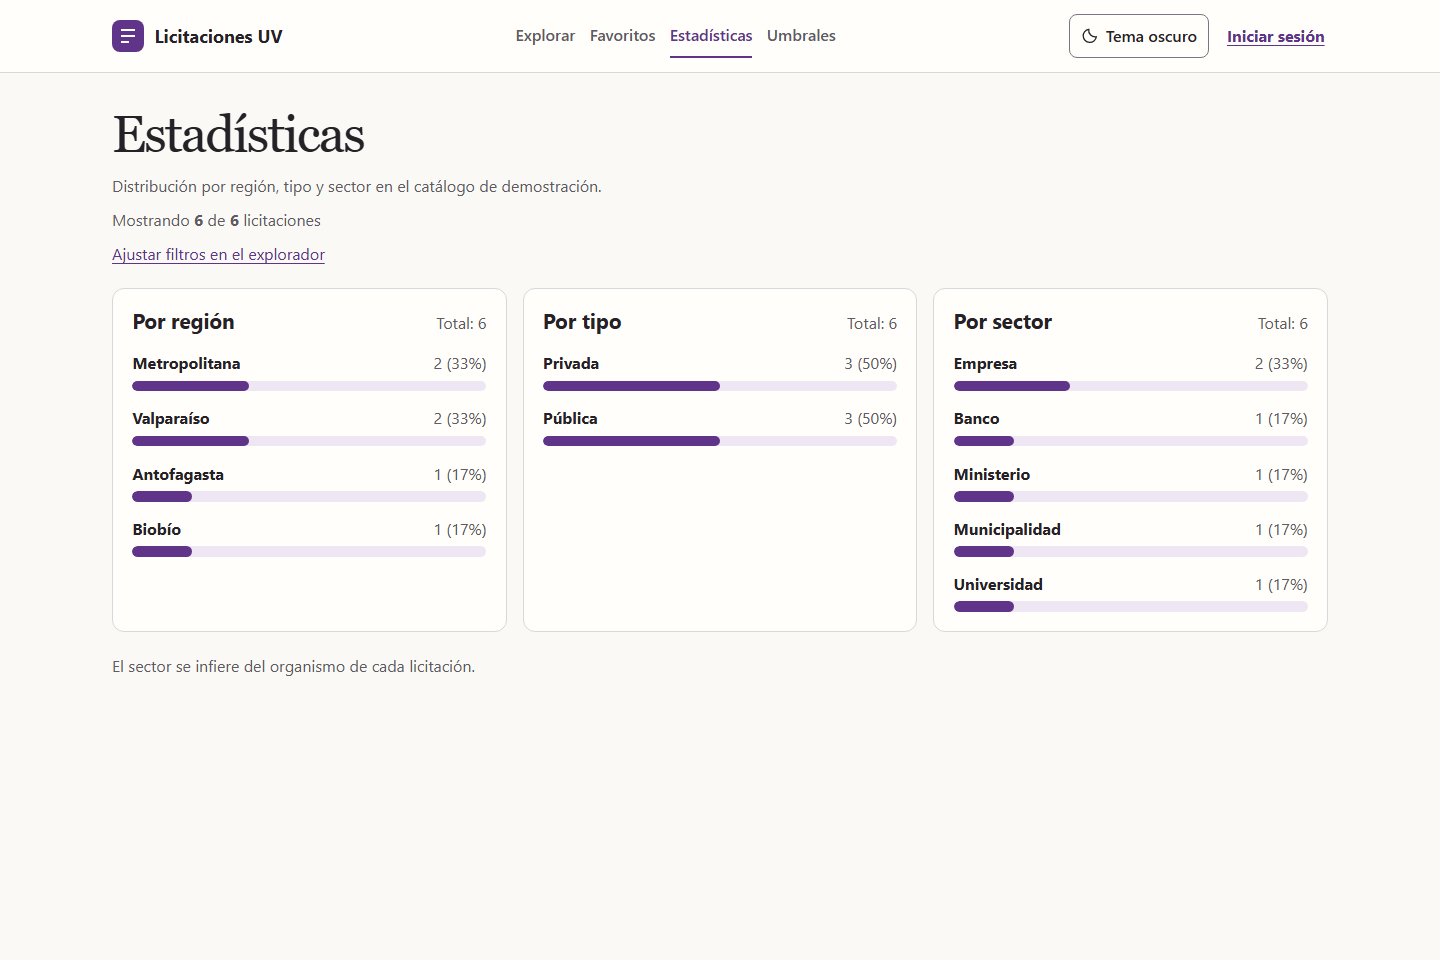 Licitaciones UV
Explorar Favoritos Estadísticas Umbrales
Tema oscuro Iniciar sesión
Estadísticas
Distribución por región, tipo y sector en el catálogo de demostración.
Mostrando 6 de 6 licitaciones
Ajustar filtros en el explorador
Por región Total: 6
Metropolitana 2 (33%)
Valparaíso 2 (33%)
Antofagasta 1 (17%)
Biobío 1 (17%)
Por tipo Total: 6
Privada 3 (50%)
Pública 3 (50%)
Por sector Total: 6
Empresa 2 (33%)
Banco 1 (17%)
Ministerio 1 (17%)
Municipalidad 1 (17%)
Universidad 1 (17%)
El sector se infiere del organismo de cada licitación.